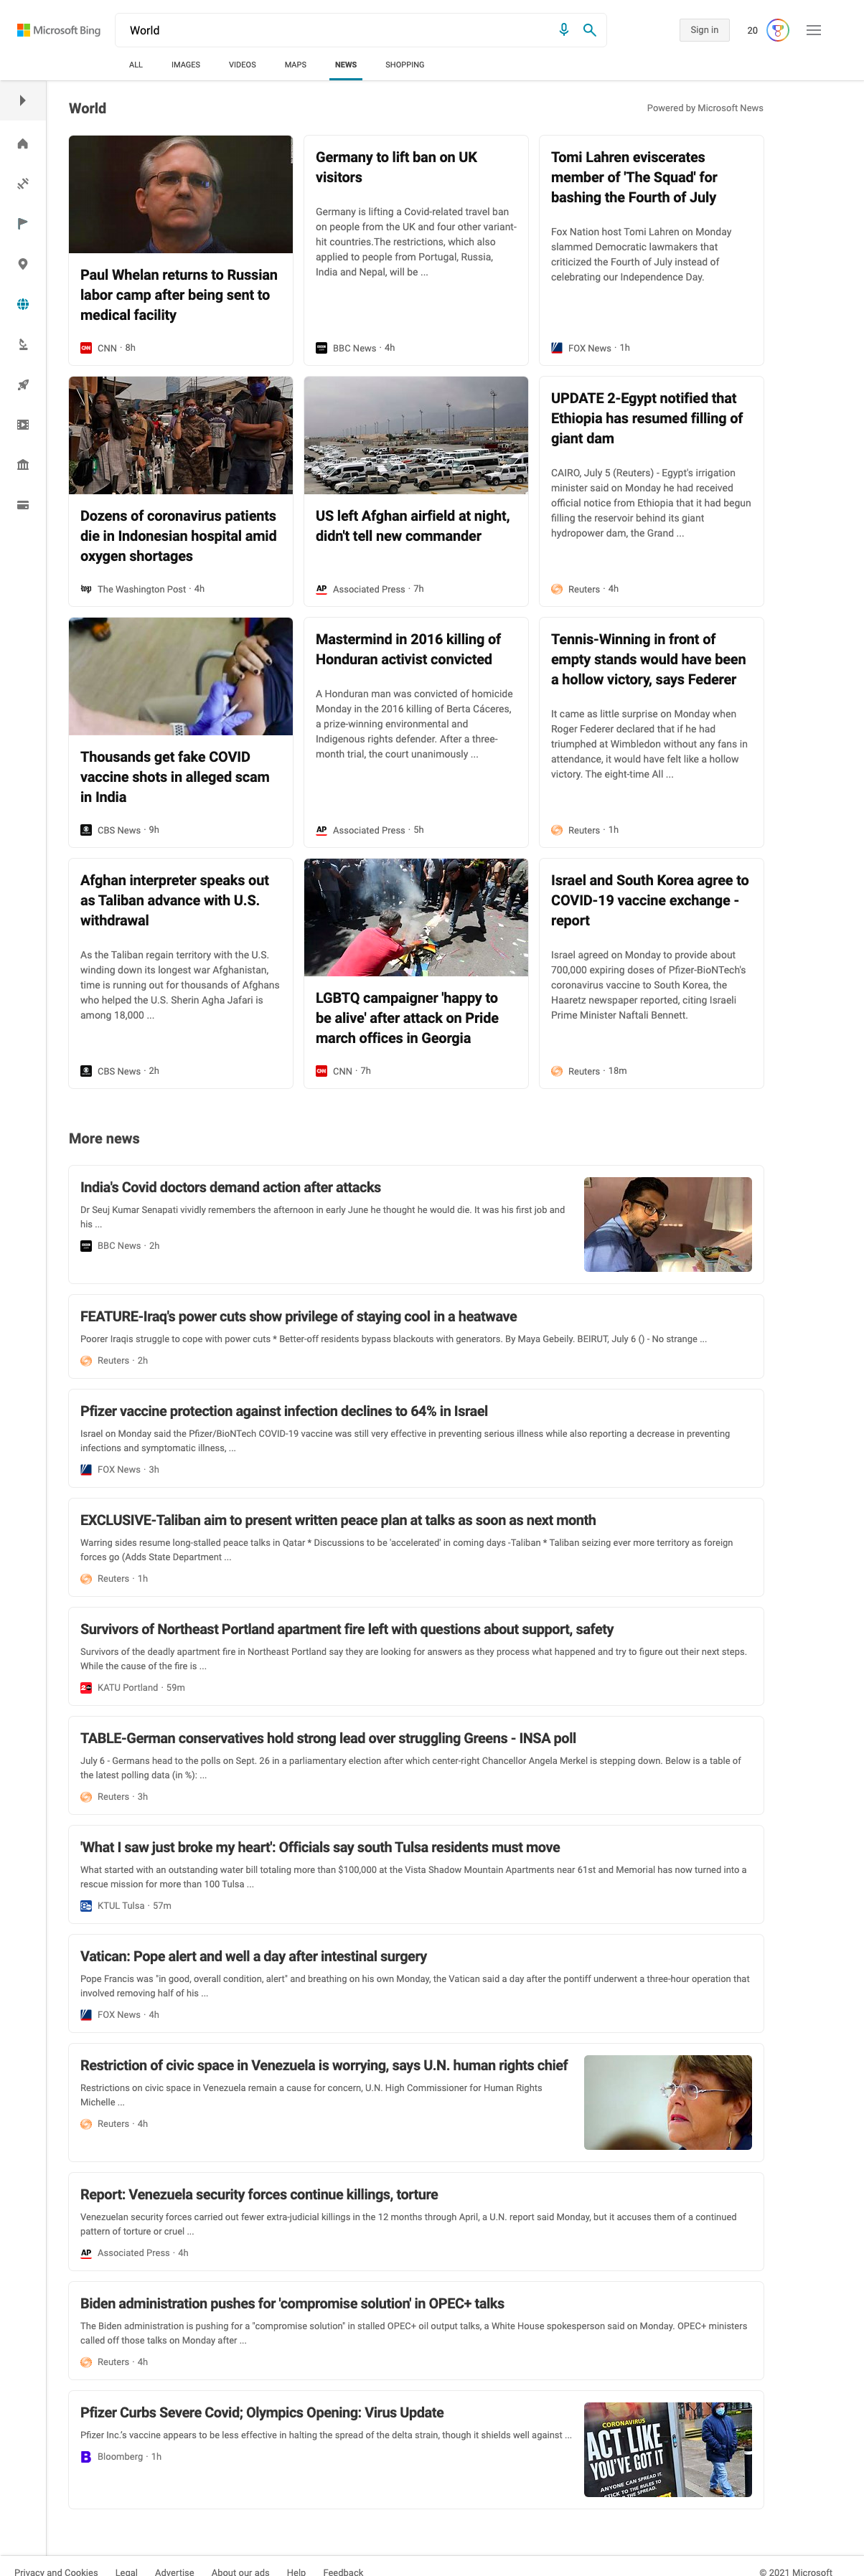 Microsoft Bing
World
Sign in
20
ALL
IMAGES
VIDEOS
MAPS
NEWS
SHOPPING
World
Powered by Microsoft News
Paul Whelan returns to Russian
labor camp after being sent to
medical facility
CNN · 8h
Germany to lift ban on UK
visitors
Germany is lifting a Covid-related travel ban
on people from the UK and four other variant-
hit countries.The restrictions, which also
applied to people from Portugal, Russia,
India and Nepal, will be ...
BBC News · 4h
Tomi Lahren eviscerates
member of 'The Squad' for
bashing the Fourth of July
Fox Nation host Tomi Lahren on Monday
slammed Democratic lawmakers that
criticized the Fourth of July instead of
celebrating our Independence Day.
FOX News · 1h
Dozens of coronavirus patients
die in Indonesian hospital amid
oxygen shortages
The Washington Post · 4h
US left Afghan airfield at night,
didn't tell new commander
AP Associated Press · 7h
UPDATE 2-Egypt notified that
Ethiopia has resumed filling of
giant dam
CAIRO, July 5 (Reuters) - Egypt's irrigation
minister said on Monday he had received
official notice from Ethiopia that it had begun
filling the reservoir behind its giant
hydropower dam, the Grand ...
Reuters · 4h
Thousands get fake COVID
vaccine shots in alleged scam
in India
CBS News · 9h
Mastermind in 2016 killing of
Honduran activist convicted
A Honduran man was convicted of homicide
Monday in the 2016 killing of Berta Cáceres,
a prize-winning environmental and
Indigenous rights defender. After a three-
month trial, the court unanimously ...
AP Associated Press · 5h
Tennis-Winning in front of
empty stands would have been
a hollow victory, says Federer
It came as little surprise on Monday when
Roger Federer declared that if he had
triumphed at Wimbledon without any fans in
attendance, it would have felt like a hollow
victory. The eight-time All ...
Reuters · 1h
Afghan interpreter speaks out
as Taliban advance with U.S.
withdrawal
As the Taliban regain territory with the U.S.
winding down its longest war Afghanistan,
time is running out for thousands of Afghans
who helped the U.S. Sherin Agha Jafari is
among 18,000 ...
CBS News · 2h
LGBTQ campaigner 'happy to
be alive' after attack on Pride
march offices in Georgia
CNN · 7h
Israel and South Korea agree to
COVID-19 vaccine exchange -
report
Israel agreed on Monday to provide about
700,000 expiring doses of Pfizer-BioNTech's
coronavirus vaccine to South Korea, the
Haaretz newspaper reported, citing Israeli
Prime Minister Naftali Bennett.
Reuters · 18m
More news
India's Covid doctors demand action after attacks
Dr Seuj Kumar Senapati vividly remembers the afternoon in early June he thought he would die. It was his first job and
his ...
BBC News · 2h
FEATURE-Iraq's power cuts show privilege of staying cool in a heatwave
Poorer Iraqis struggle to cope with power cuts * Better-off residents bypass blackouts with generators. By Maya Gebeily. BEIRUT, July 6 () - No strange ...
Reuters · 2h
Pfizer vaccine protection against infection declines to 64% in Israel
Israel on Monday said the Pfizer/BioNTech COVID-19 vaccine was still very effective in preventing serious illness while also reporting a decrease in preventing
infections and symptomatic illness, ...
FOX News · 3h
EXCLUSIVE-Taliban aim to present written peace plan at talks as soon as next month
Warring sides resume long-stalled peace talks in Qatar * Discussions to be 'accelerated' in coming days -Taliban * Taliban seizing ever more territory as foreign
forces go (Adds State Department ...
Reuters · 1h
Survivors of Northeast Portland apartment fire left with questions about support, safety
Survivors of the deadly apartment fire in Northeast Portland say they are looking for answers as they process what happened and try to figure out their next steps.
While the cause of the fire is ...
KATU Portland · 59m
TABLE-German conservatives hold strong lead over struggling Greens - INSA poll
July 6 - Germans head to the polls on Sept. 26 in a parliamentary election after which center-right Chancellor Angela Merkel is stepping down. Below is a table of
the latest polling data (in %): ...
Reuters · 3h
'What I saw just broke my heart': Officials say south Tulsa residents must move
What started with an outstanding water bill totaling more than $100,000 at the Vista Shadow Mountain Apartments near 61st and Memorial has now turned into a
rescue mission for more than 100 Tulsa ...
KTUL Tulsa · 57m
Vatican: Pope alert and well a day after intestinal surgery
Pope Francis was "in good, overall condition, alert" and breathing on his own Monday, the Vatican said a day after the pontiff underwent a three-hour operation that
involved removing half of his ...
FOX News · 4h
Restriction of civic space in Venezuela is worrying, says U.N. human rights chief
Restrictions on civic space in Venezuela remain a cause for concern, U.N. High Commissioner for Human Rights
Michelle ...
Reuters · 4h
Report: Venezuela security forces continue killings, torture
Venezuelan security forces carried out fewer extra-judicial killings in the 12 months through April, a U.N. report said Monday, but it accuses them of a continued
pattern of torture or cruel ...
AP Associated Press · 4h
Biden administration pushes for 'compromise solution' in OPEC+ talks
The Biden administration is pushing for a "compromise solution" in stalled OPEC+ oil output talks, a White House spokesperson said on Monday. OPEC+ ministers
called off those talks on Monday after ...
Reuters · 4h
Pfizer Curbs Severe Covid; Olympics Opening: Virus Update
Pfizer Inc.'s vaccine appears to be less effective in halting the spread of the delta strain, though it shields well against ...
B Bloomberg · 1h
CORONAVIRUS
ACT LIKE
YOU'VE GOT IT
ANYONE CAN SPREAD IT.
STICK TO THE RULES TO
THE SPREAD.
Privacy and Cookies
Legal
Advertise
About our ads
Help
Feedback
© 2021 Microsoft